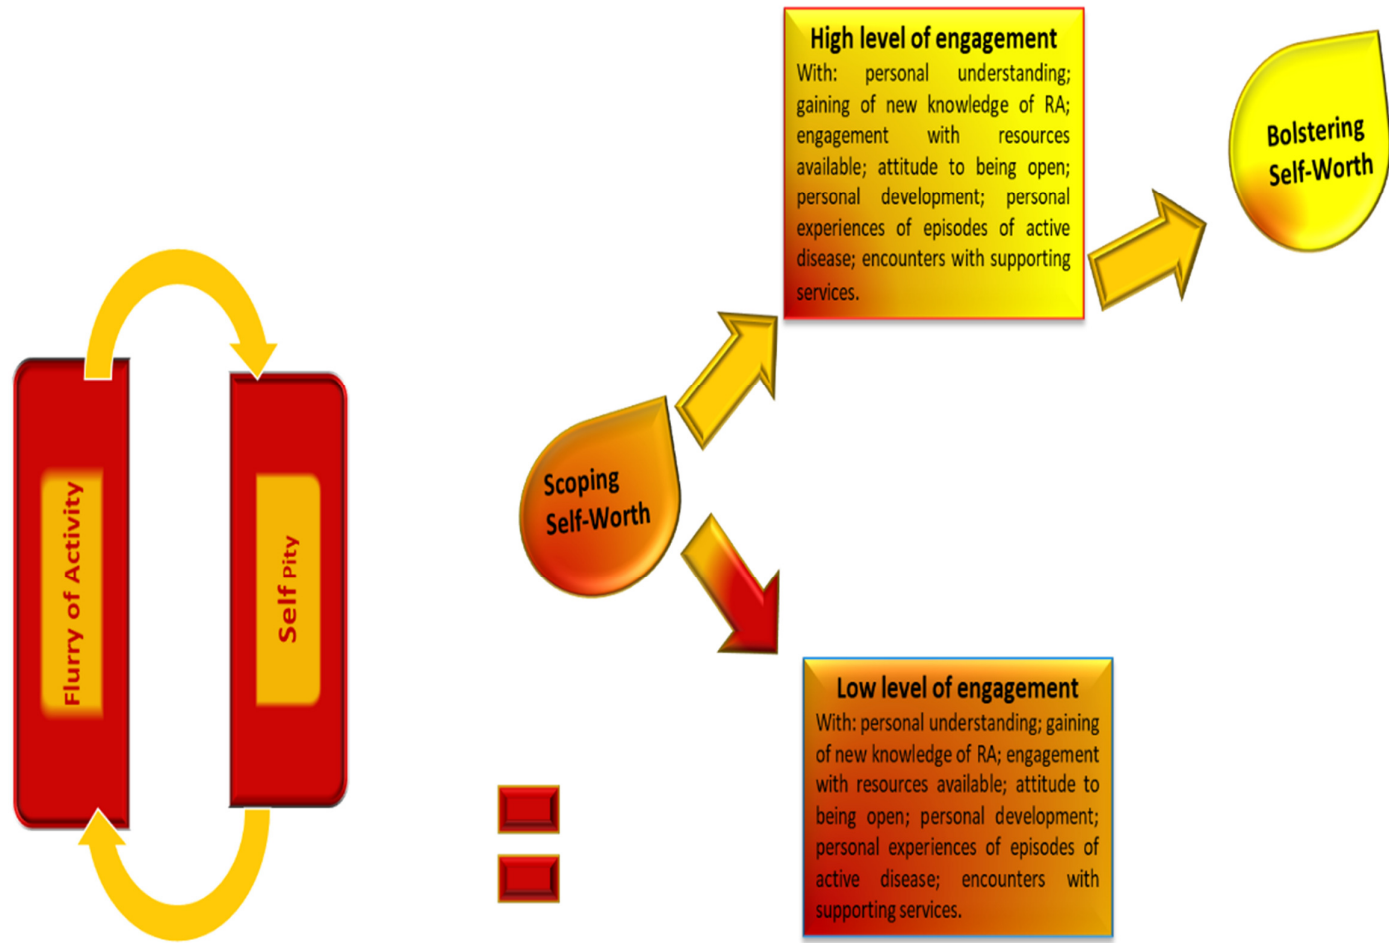 Flurry of Activity
Self Pity
Scoping
Self-Worth
High level of engagement
With: personal understanding;
gaining of new knowledge of RA;
engagement with resources
available; attitude to being open;
personal development; personal
experiences of episodes of active
disease; encounters with supporting
services.
Bolstering
Self-Worth
Low level of engagement
With: personal understanding; gaining
of new knowledge of RA; engagement
with resources available; attitude to
being open; personal development;
personal experiences of episodes of
active disease; encounters with
supporting services.